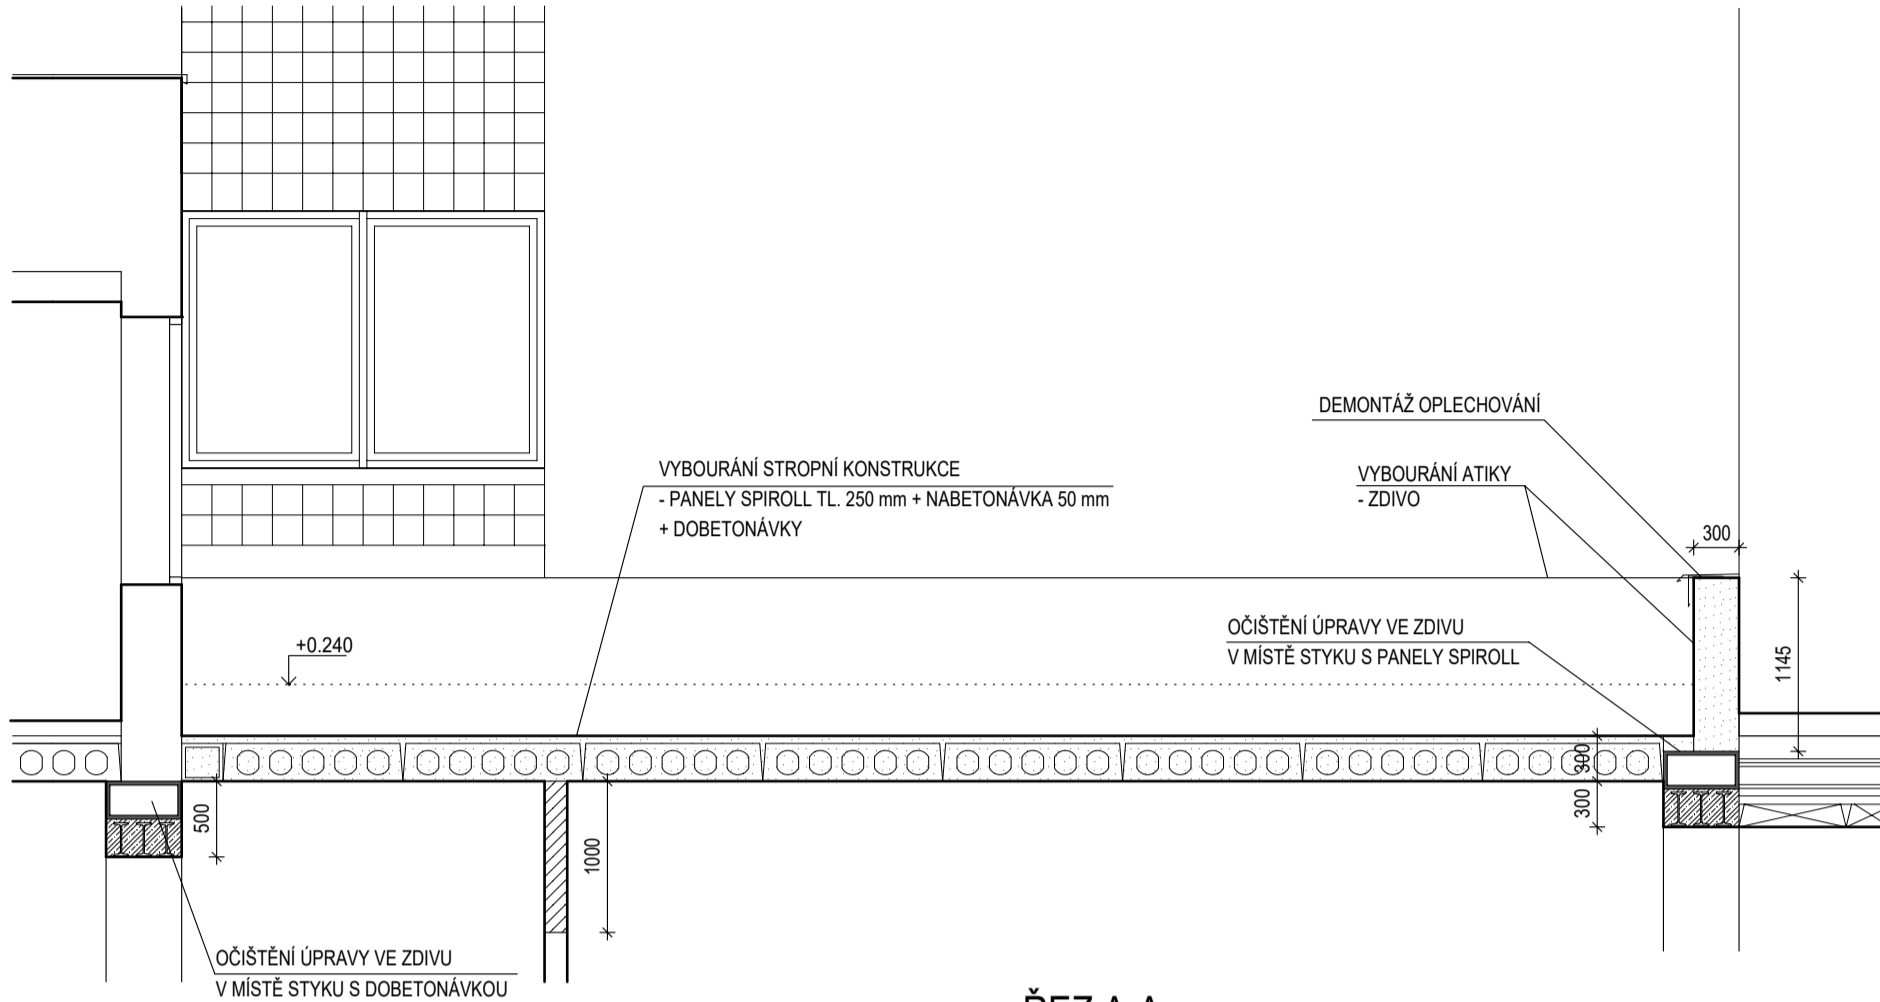 DEMONTÁŽ OPLECHOVÁNÍ
VYBOURÁNÍ STROPNÍ KONSTRUKCE
- PANELY SPIROLL TL. 250 mm + NABETONÁVKA 50 mm
+ DOBETONÁVKY
VYBOURÁNÍ ATIKY
- ZDIVO
300
OČIŠTĚNÍ ÚPRAVY VE ZDIVU
V MÍSTĚ STYKU S PANELY SPIROLL
+0.240
1145
300
300
500
1000
OČIŠTĚNÍ ÚPRAVY VE ZDIVU
V MÍSTĚ STYKU S DOBETONÁVKOU
ŘEZ A-A